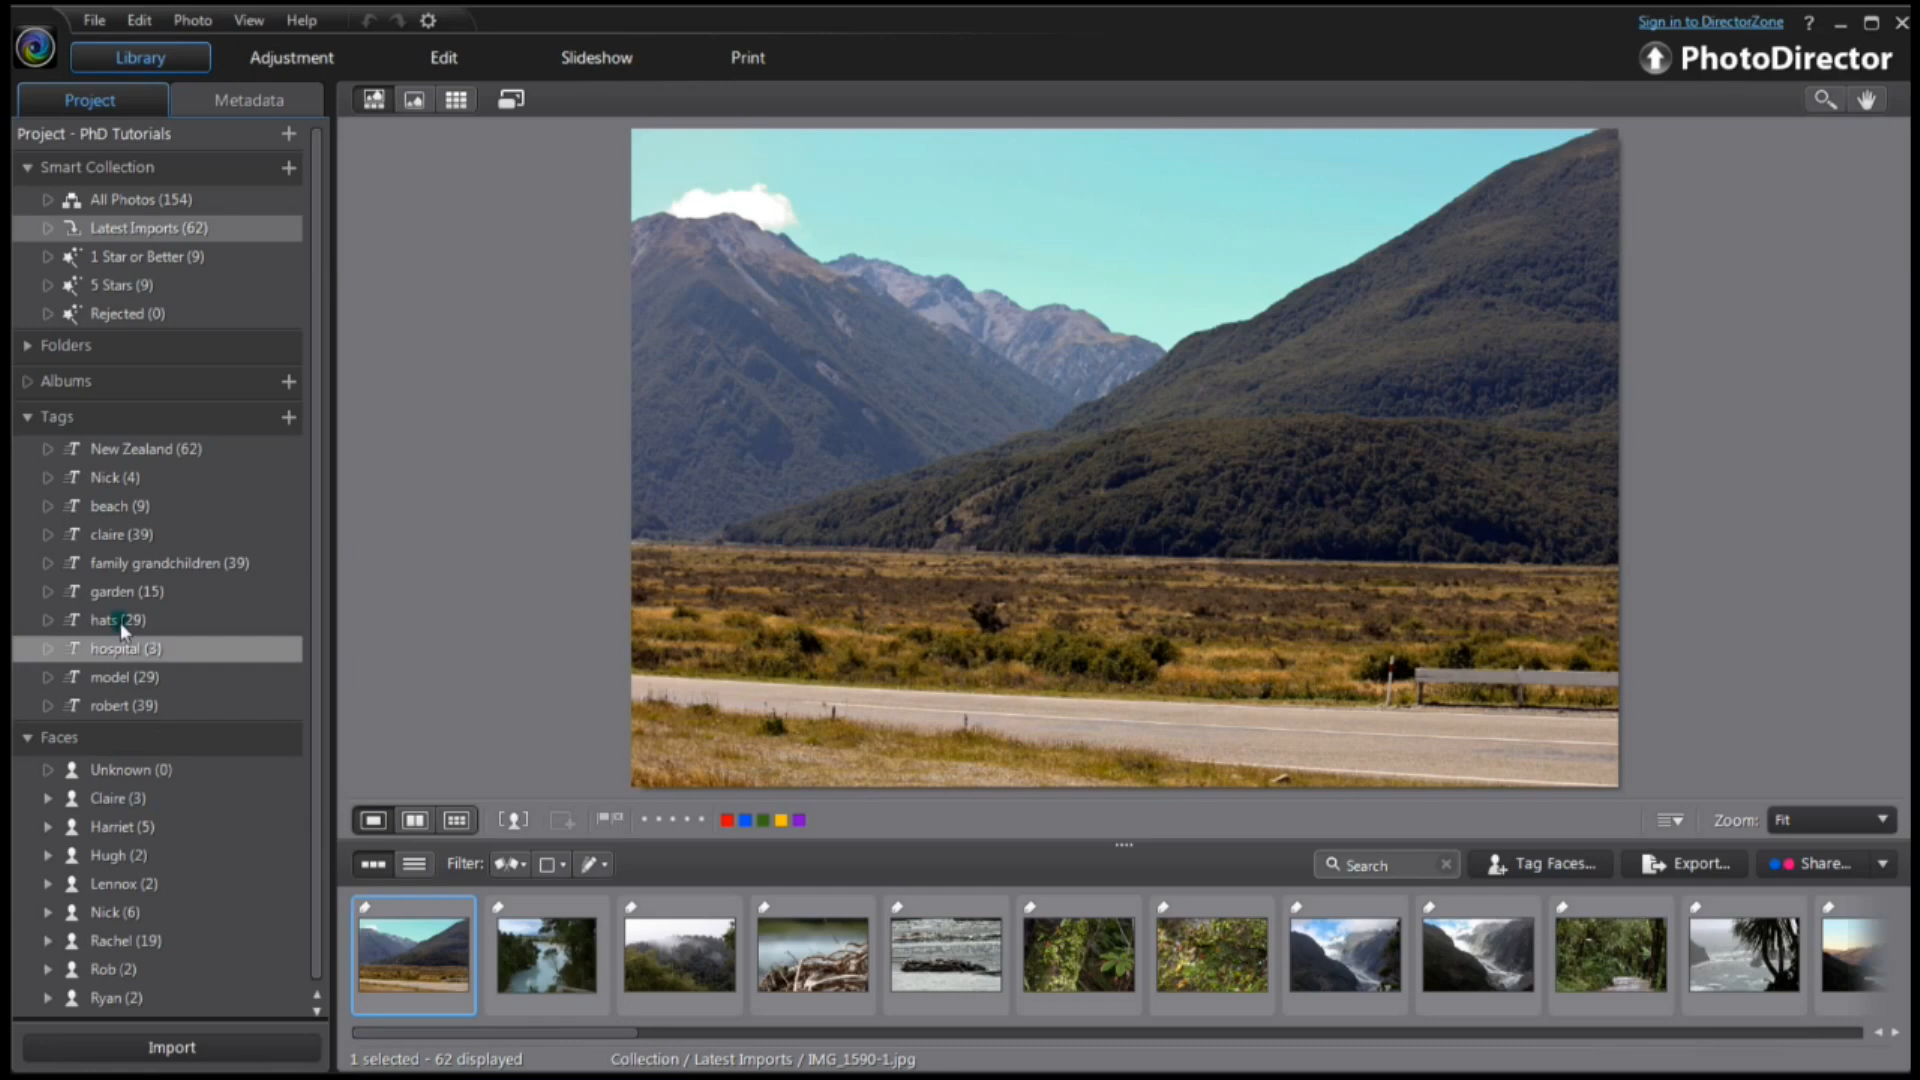 File Edit Photo View Help
Sign in to DirectorZone ?
Library Adjustment Edit Slideshow Print
PhotoDirector
Project Metadata
Project - PhD Tutorials
Smart Collection
All Photos (154)
Latest Imports (62)
1 Star or Better (9)
5 Stars (9)
Rejected (0)
Folders
Albums
Tags
New Zealand (62)
Nick (4)
beach (9)
claire (39)
family grandchildren (39)
garden (15)
hats (29)
hospital (3)
model (29)
robert (39)
Faces
Unknown (0)
Claire (3)
Harriet (5)
Hugh (2)
Lennox (2)
Nick (6)
Rachel (19)
Rob (2)
Ryan (2)
Import
Zoom: Fit
Filter: Search Tag Faces... Export... Share...
1 selected - 62 displayed Collection / Latest Imports / IMG_1590-1.jpg